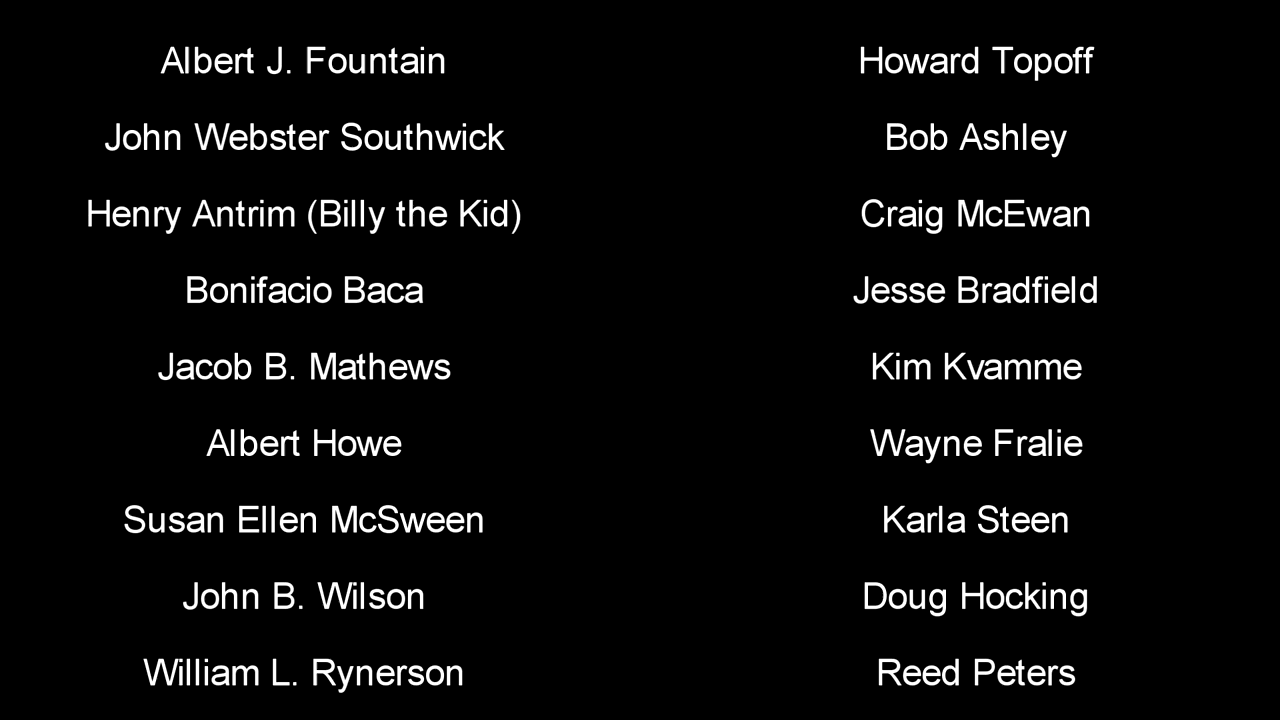 Albert J. Fountain Howard Topoff
John Webster Southwick Bob Ashley
Henry Antrim (Billy the Kid) Craig McEwan
Bonifacio Baca Jesse Bradfield
Jacob B. Mathews Kim Kvamme
Albert Howe Wayne Fralie
Susan Ellen McSween Karla Steen
John B. Wilson Doug Hocking
William L. Rynerson Reed Peters